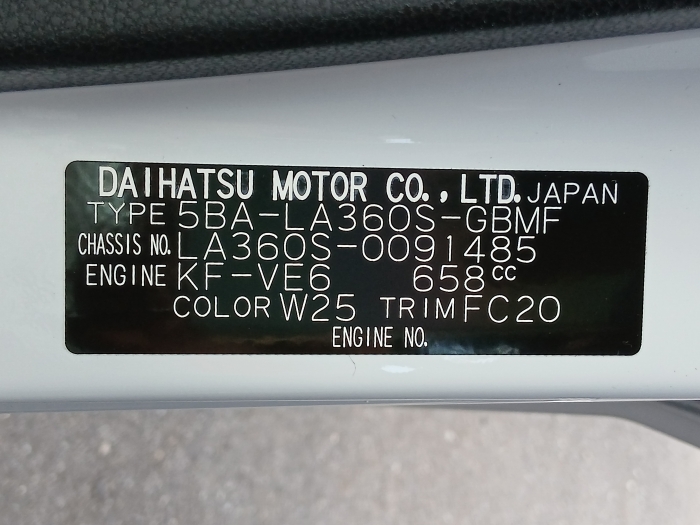 DAIHATSU MOTOR CO., LTD. JAPAN
TYPE 5BA-LA360S-GBMF
CHASSIS NO. LA360S-0091485
ENGINE KF-VE6 658cc
COLOR W25 TRIM FC20
ENGINE NO.